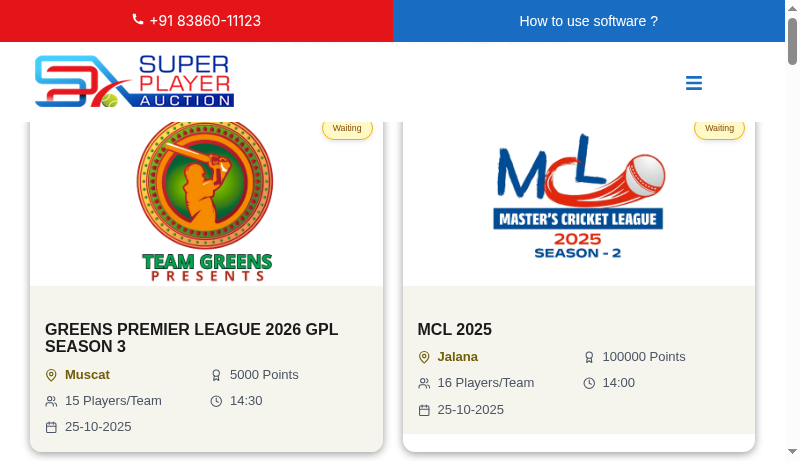 +91 83860-11123
How to use software ?
SUPER
PLAYER
AUCTION
Waiting
TEAM GREENS
PRESENTS
GREENS PREMIER LEAGUE 2026 GPL
SEASON 3
Muscat
5000 Points
15 Players/Team
14:30
25-10-2025
Waiting
MCL
MASTER'S CRICKET LEAGUE
2025
SEASON - 2
MCL 2025
Jalana
100000 Points
16 Players/Team
14:00
25-10-2025